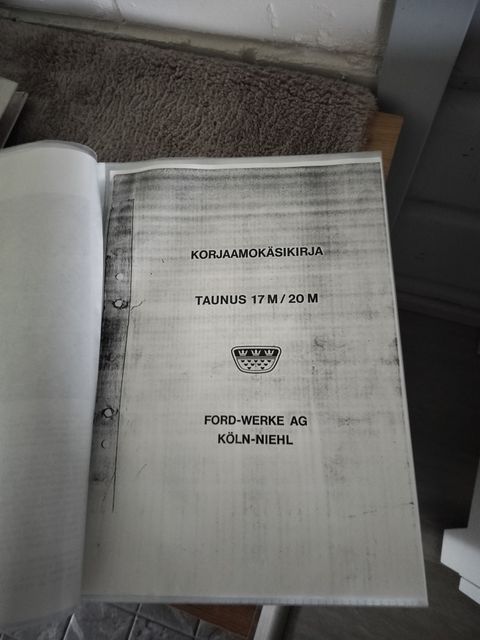 KORJAAMOKÄSIKIRJA
TAUNUS 17 M / 20 M
FORD-WERKE AG
KÖLN-NIEHL